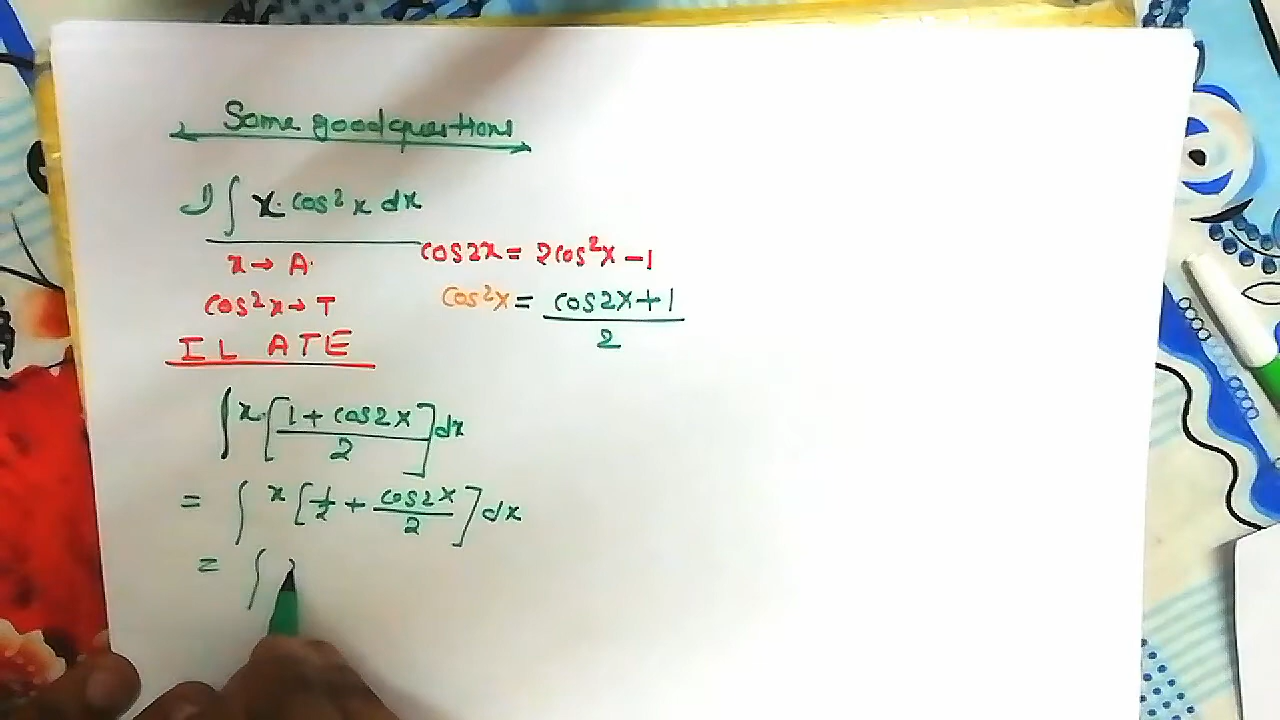 Some good questions
1) ∫ x. cos²x dx
x → A.
cos2x = 2cos²x - 1
cos²x → T
cos²x = (cos2x + 1)/2
I L A T E
∫ x. [(1 + cos2x)/2] dx
= ∫ x [1/2 + cos2x/2] dx
= ∫